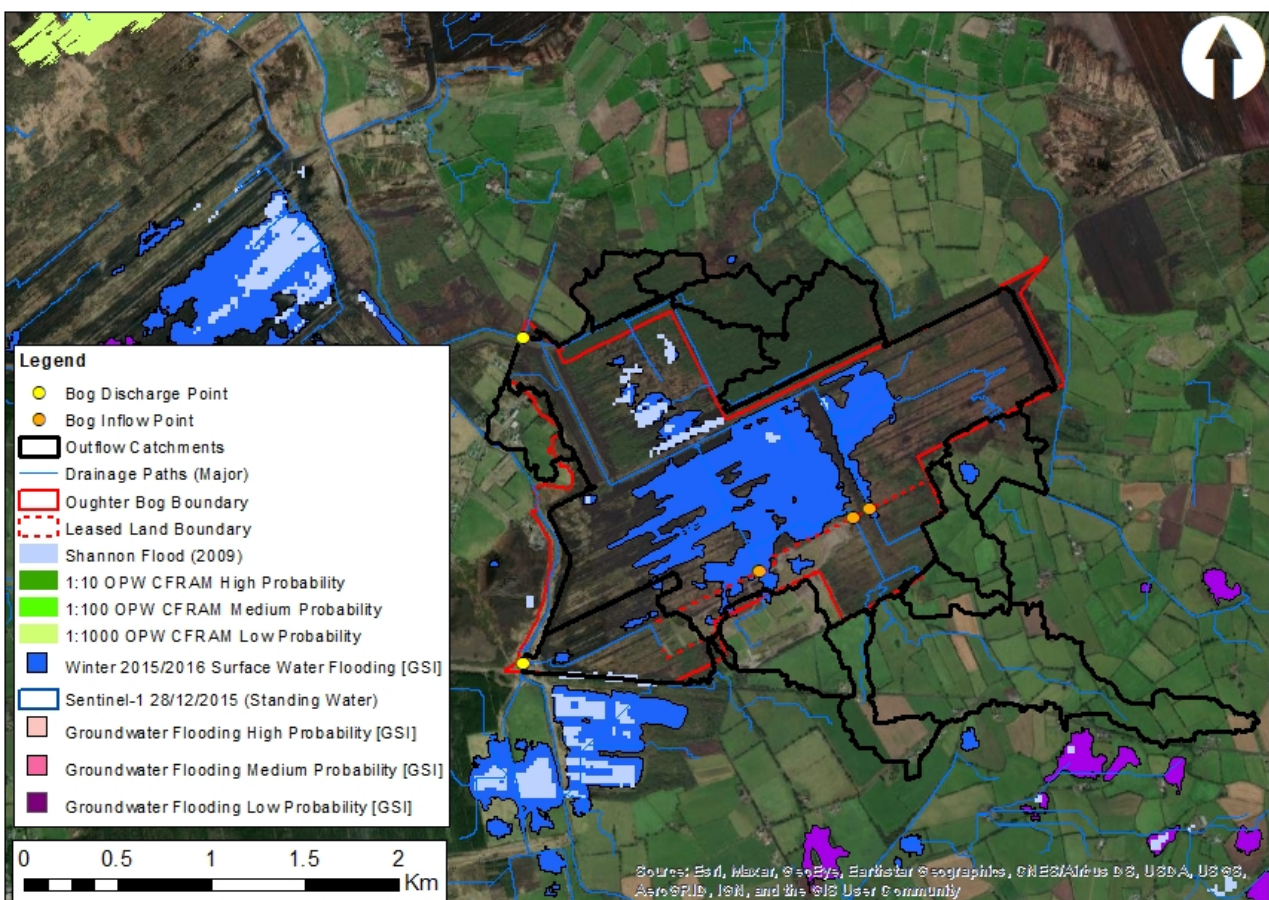 Legend
Bog Discharge Point
Bog Inflow Point
Outflow Catchments
Drainage Paths (Major)
Oughter Bog Boundary
Leased Land Boundary
Shannon Flood (2009)
1:10 OPW CFRAM High Probability
1:100 OPW CFRAM Medium Probability
1:1000 OPW CFRAM Low Probability
Winter 2015/2016 Surface Water Flooding [GSI]
Sentinel-1 28/12/2015 (Standing Water)
Groundwater Flooding High Probability [GSI]
Groundwater Flooding Medium Probability [GSI]
Groundwater Flooding Low Probability [GSI]
0 0.5 1 1.5 2
Km
Source: Esri, Maxar, GeoEye, Earthstar Geographics, CNES/Airbus DS, USDA, USGS,
AeroGRID, IGN, and the GIS User Community